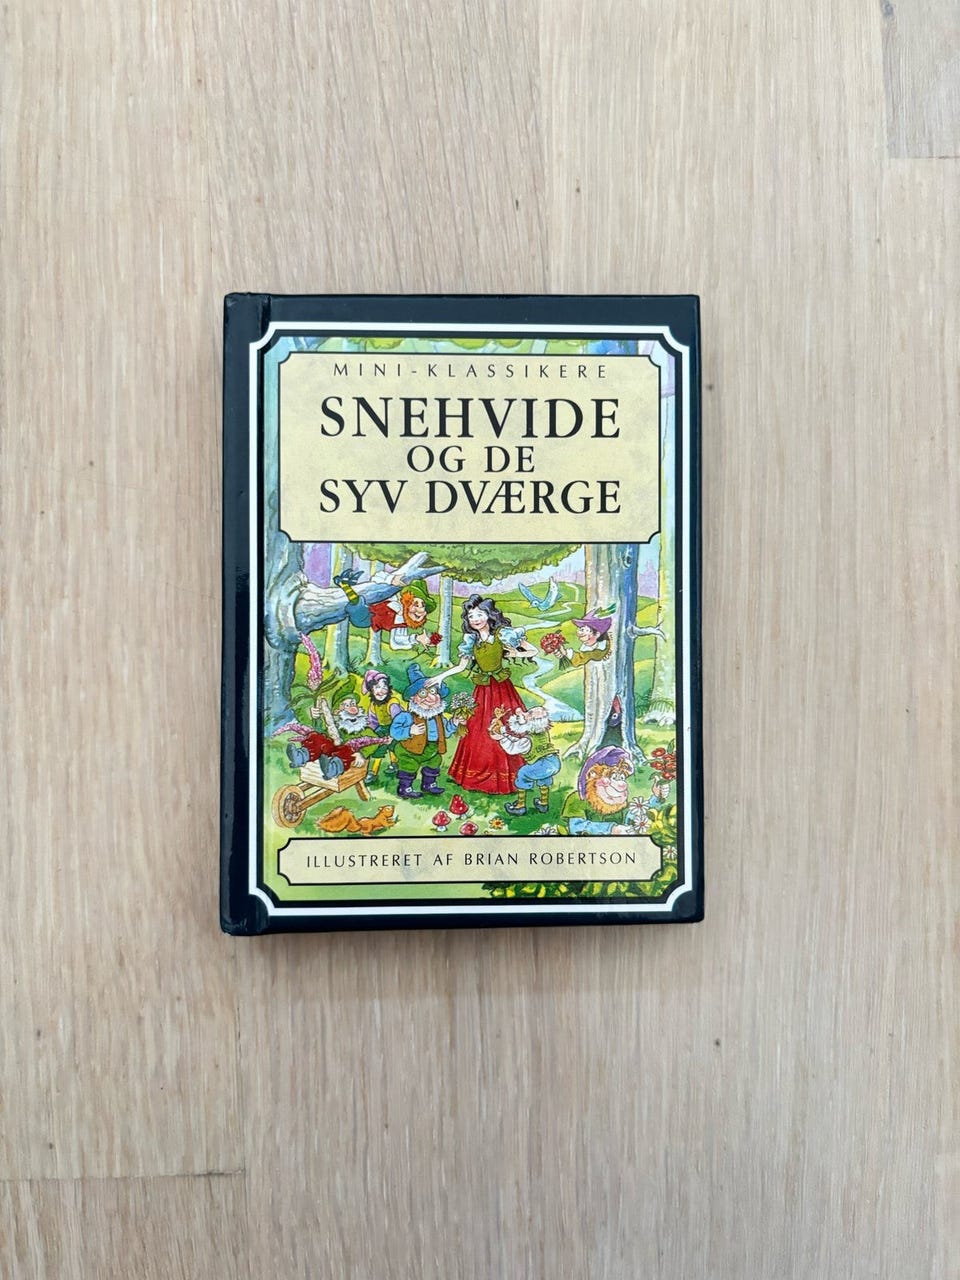 MINI-KLASSIKERE
SNEHVIDE
OG DE
SYV DVÆRGE
ILLUSTRERET AF BRIAN ROBERTSON